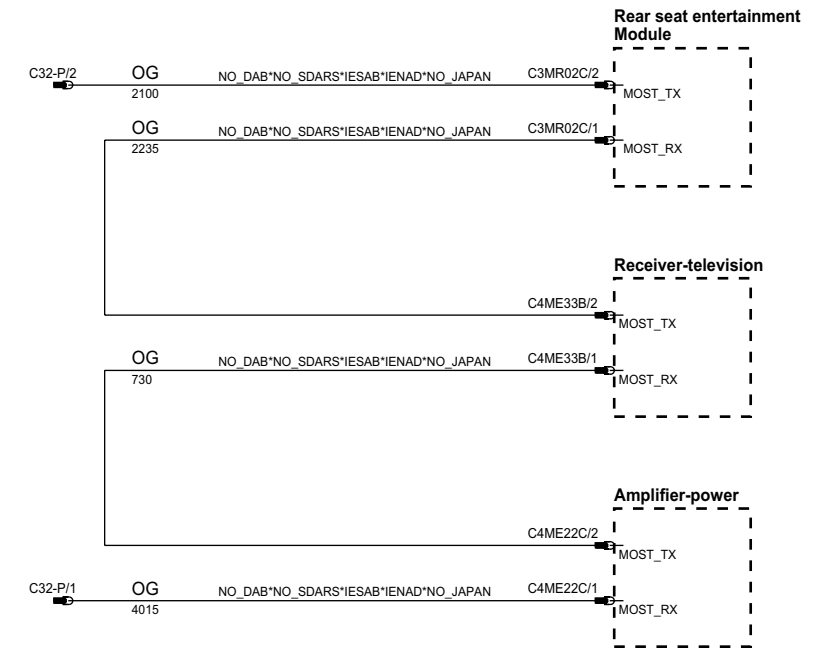 Rear seat entertainment
Module
C32-P/2 OG NO_DAB*NO_SDARS*IESAB*IENAD*NO_JAPAN C3MR02C/2
2100 MOST_TX
OG NO_DAB*NO_SDARS*IESAB*IENAD*NO_JAPAN C3MR02C/1
2235 MOST_RX
Receiver-television
C4ME33B/2
MOST_TX
OG NO_DAB*NO_SDARS*IESAB*IENAD*NO_JAPAN C4ME33B/1
730 MOST_RX
Amplifier-power
C4ME22C/2
MOST_TX
C32-P/1 OG NO_DAB*NO_SDARS*IESAB*IENAD*NO_JAPAN C4ME22C/1
4015 MOST_RX